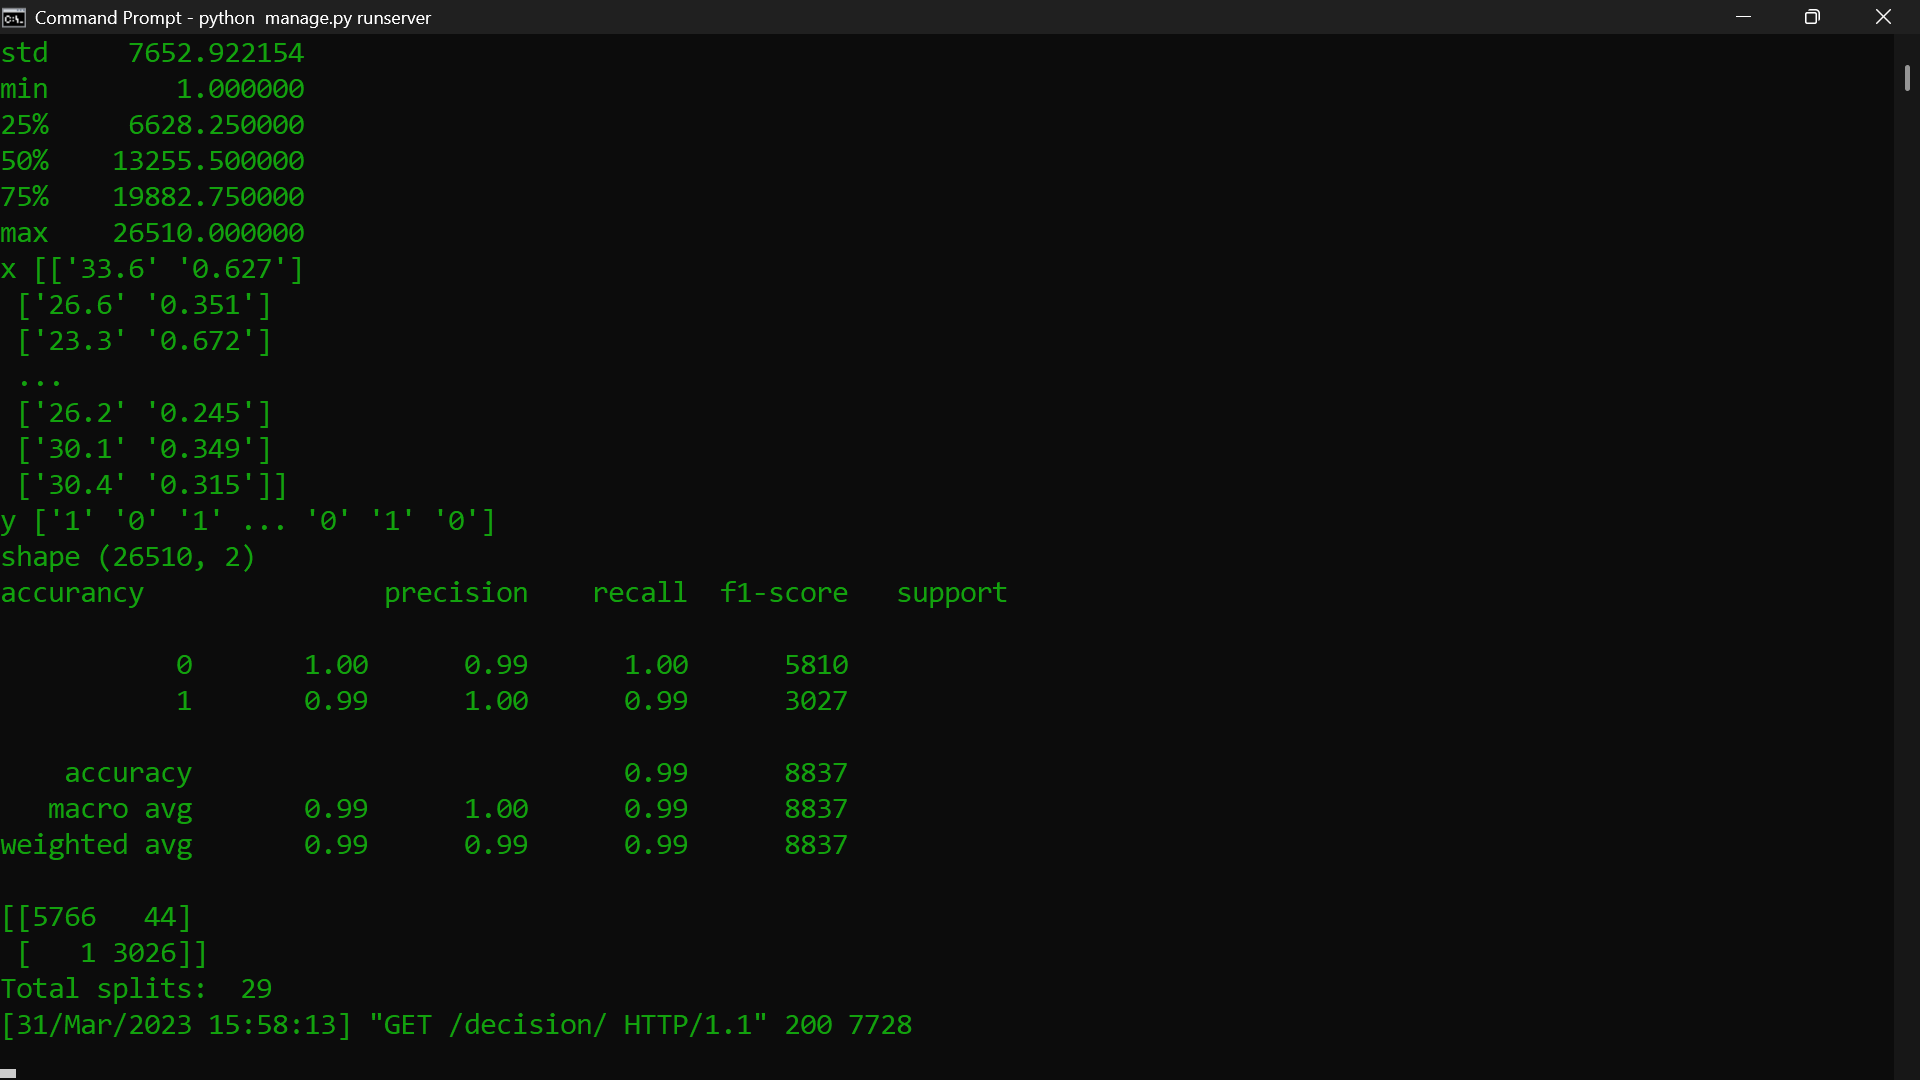 Command Prompt - python  manage.py runserver
std     7652.922154
min        1.000000
25%     6628.250000
50%    13255.500000
75%    19882.750000
max    26510.000000
x [['33.6' '0.627']
 ['26.6' '0.351']
 ['23.3' '0.672']
 ...
 ['26.2' '0.245']
 ['30.1' '0.349']
 ['30.4' '0.315']]
y ['1' '0' '1' ... '0' '1' '0']
shape (26510, 2)
accurancy               precision    recall  f1-score   support
           0       1.00      0.99      1.00      5810
           1       0.99      1.00      0.99      3027
    accuracy                           0.99      8837
   macro avg       0.99      1.00      0.99      8837
weighted avg       0.99      0.99      0.99      8837
[[5766   44]
 [   1 3026]]
Total splits:  29
[31/Mar/2023 15:58:13] "GET /decision/ HTTP/1.1" 200 7728